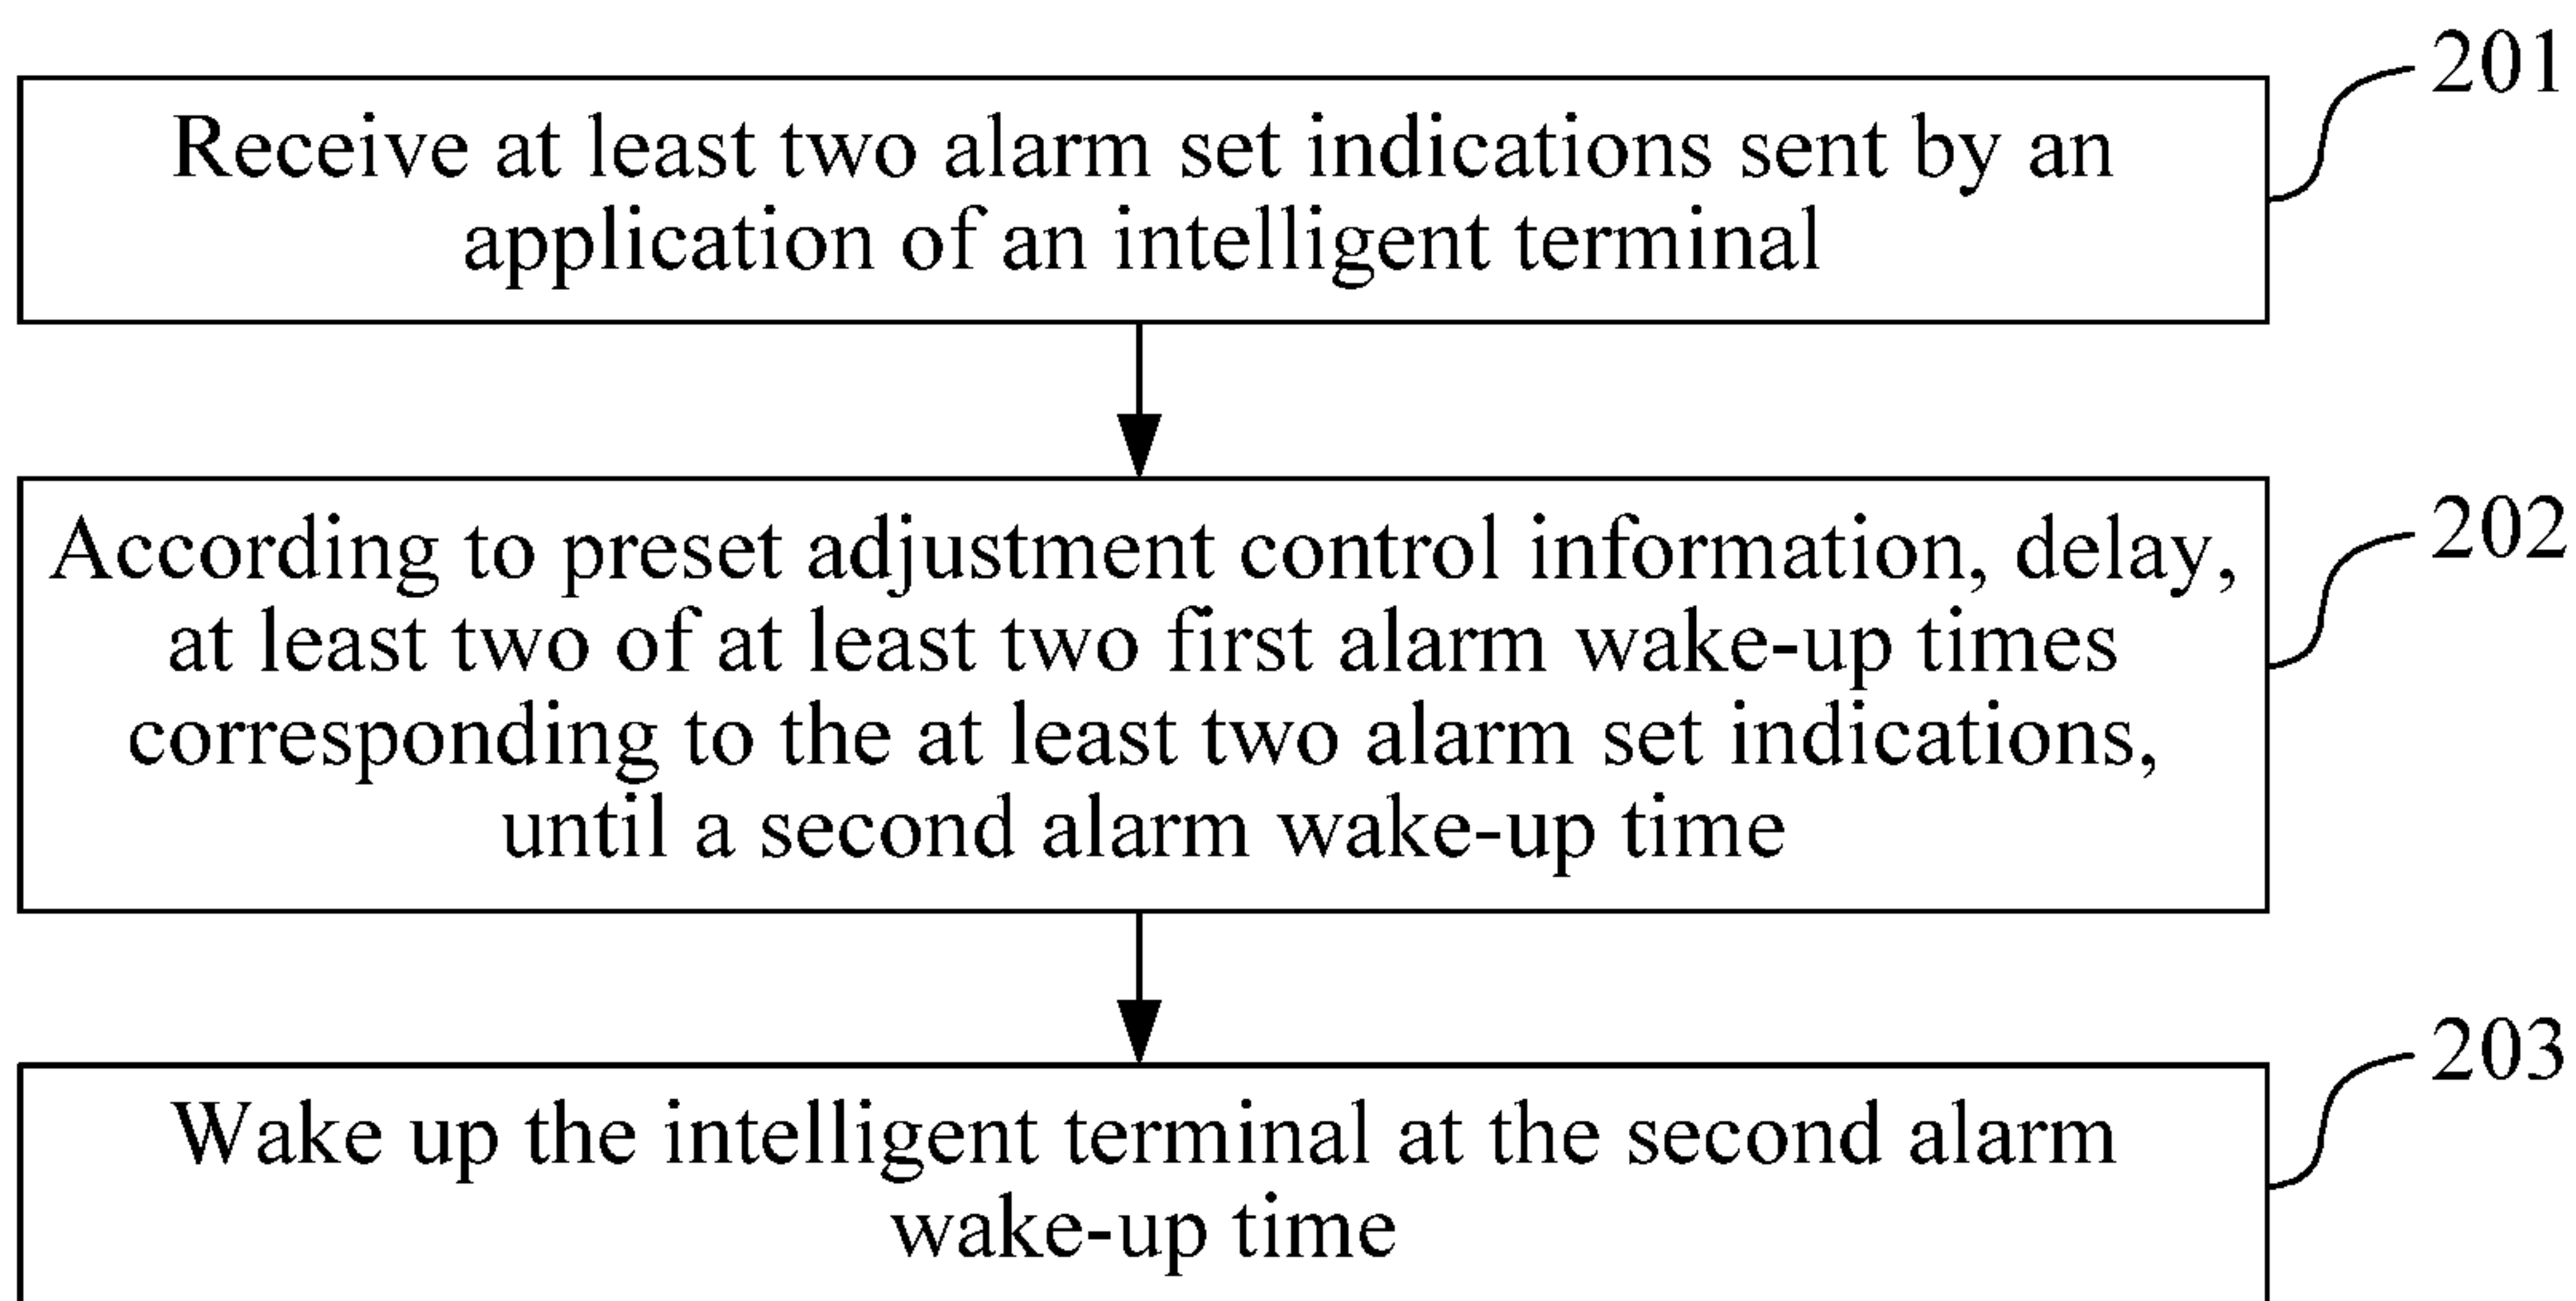 201
Receive at least two alarm set indications sent by an
application of an intelligent terminal
202
According to preset adjustment control information, delay,
at least two of at least two first alarm wake-up times
corresponding to the at least two alarm set indications,
until a second alarm wake-up time
203
Wake up the intelligent terminal at the second alarm
wake-up time